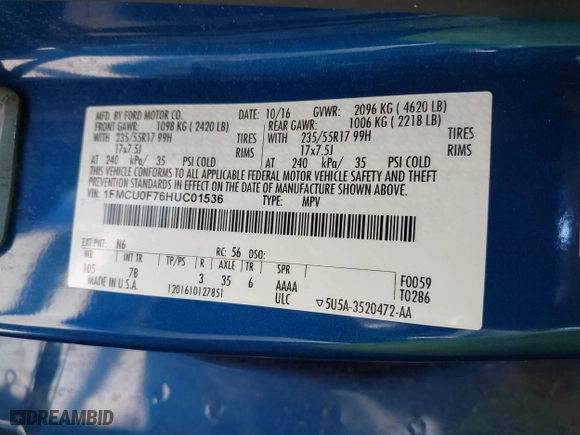 MFD. BY FORD MOTOR CO. 10/16 GVWR: 2096 KG ( 4620 LB)
FRONT GAWR: 1098 KG ( 2420 LB) REAR GAWR: 1006 KG ( 2218 LB)
WITH 235/55R17 99H TIRES WITH 235/55R17 99H TIRES
17x7.5J RIMS 17x7.5J RIMS
AT 240 kPa/ 35 PSI COLD AT 240 kPa/ 35 PSI COLD
THIS VEHICLE CONFORMS TO ALL APPLICABLE FEDERAL MOTOR VEHICLE SAFETY AND THEFT
PREVENTION STANDARDS IN EFFECT ON THE DATE OF MANUFACTURE SHOWN ABOVE.
VIN: 1FMCU0F76HUC01536 TYPE: MPV
EXT PNT: N6 RC: 56 DSO:
WB INT TR TP/PS R AXLE TR SPR
105 7B 3 35 6 AAAA F0059
MADE IN U.S.A. 1201610127851 ULC ▽5U5A-3520472-AA T0286
DREAMBID